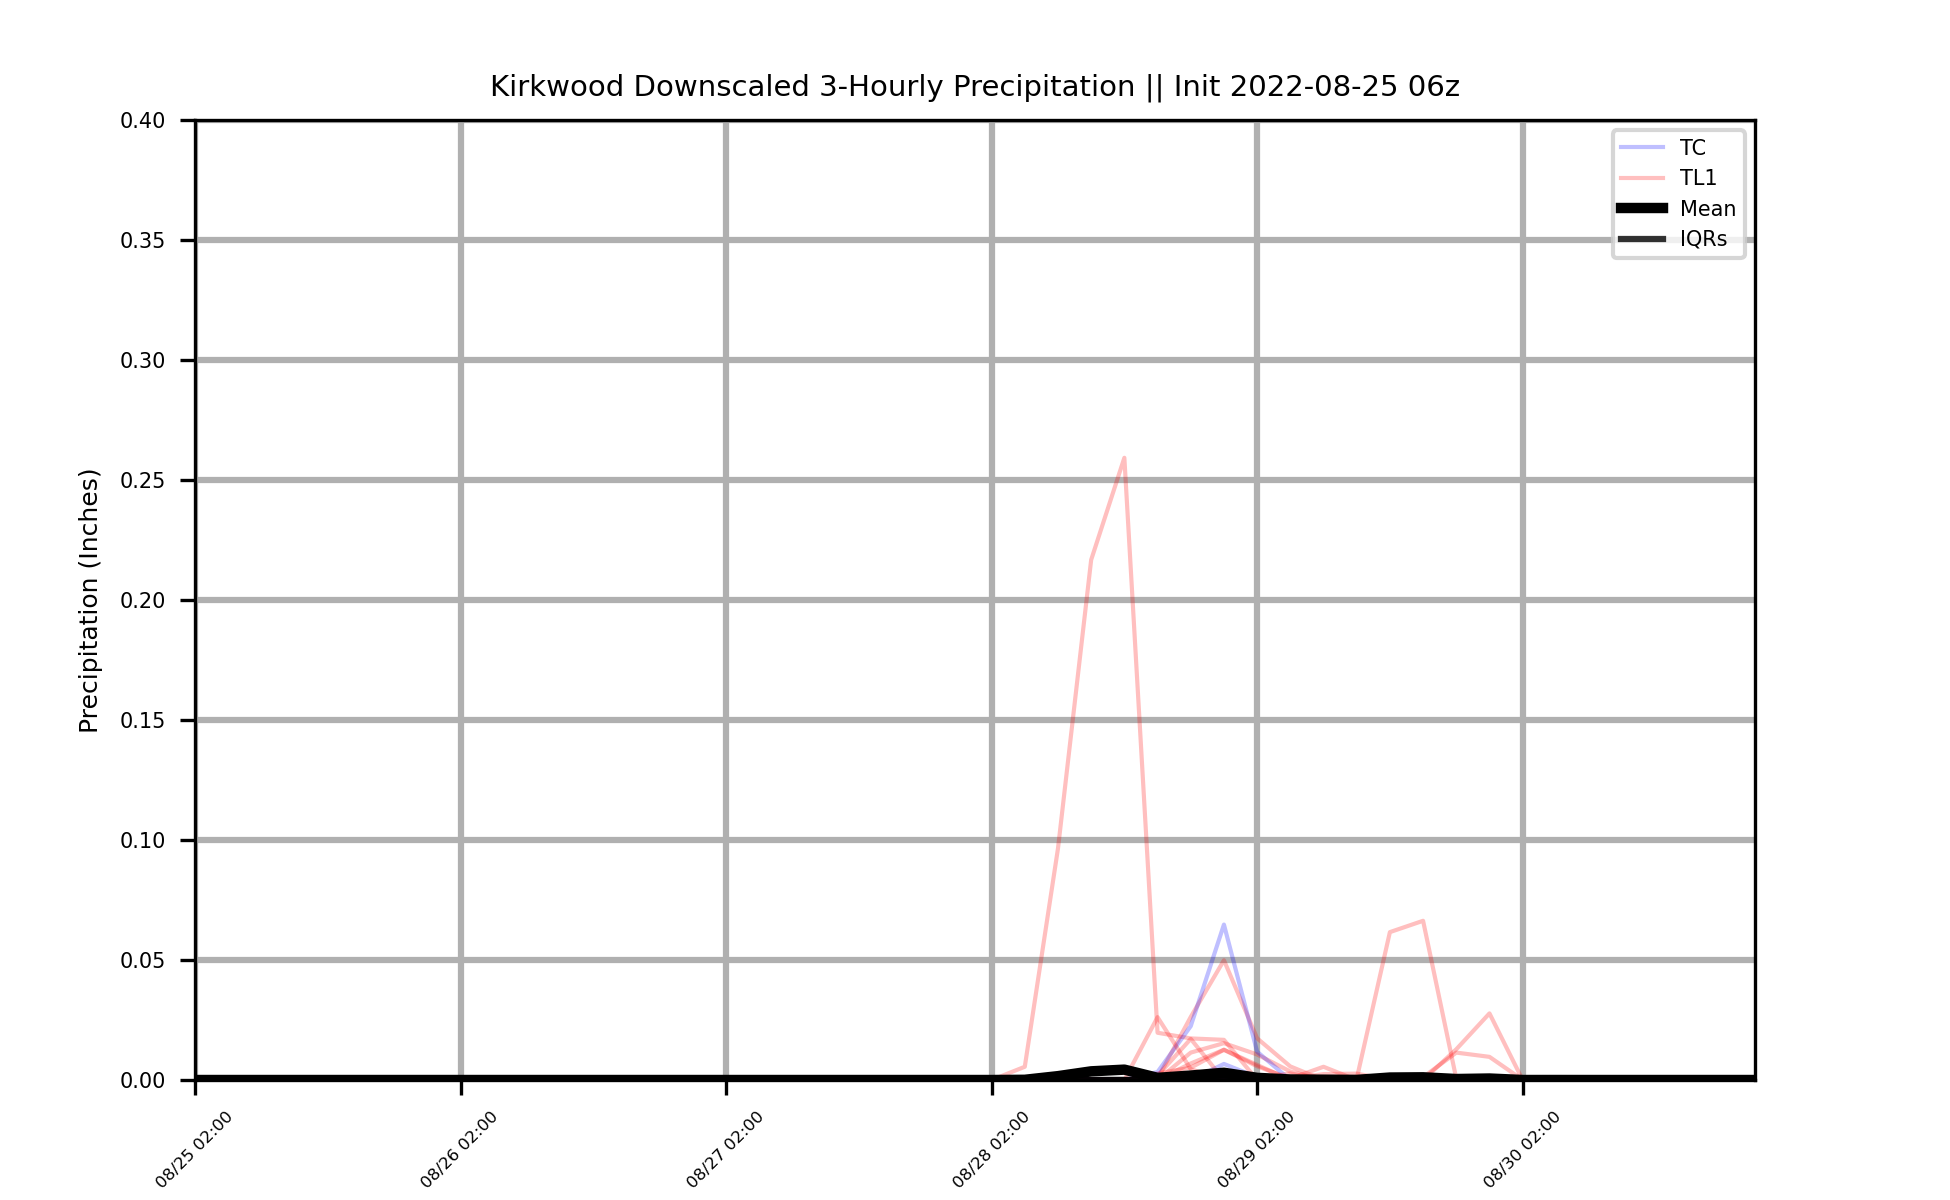 Kirkwood Downscaled 3-Hourly Precipitation || Init 2022-08-25 06z
TC
TL1
Mean
IQRs
Precipitation (Inches)
0.40
0.35
0.30
0.25
0.20
0.15
0.10
0.05
0.00
08/25 02:00
08/26 02:00
08/27 02:00
08/28 02:00
08/29 02:00
08/30 02:00